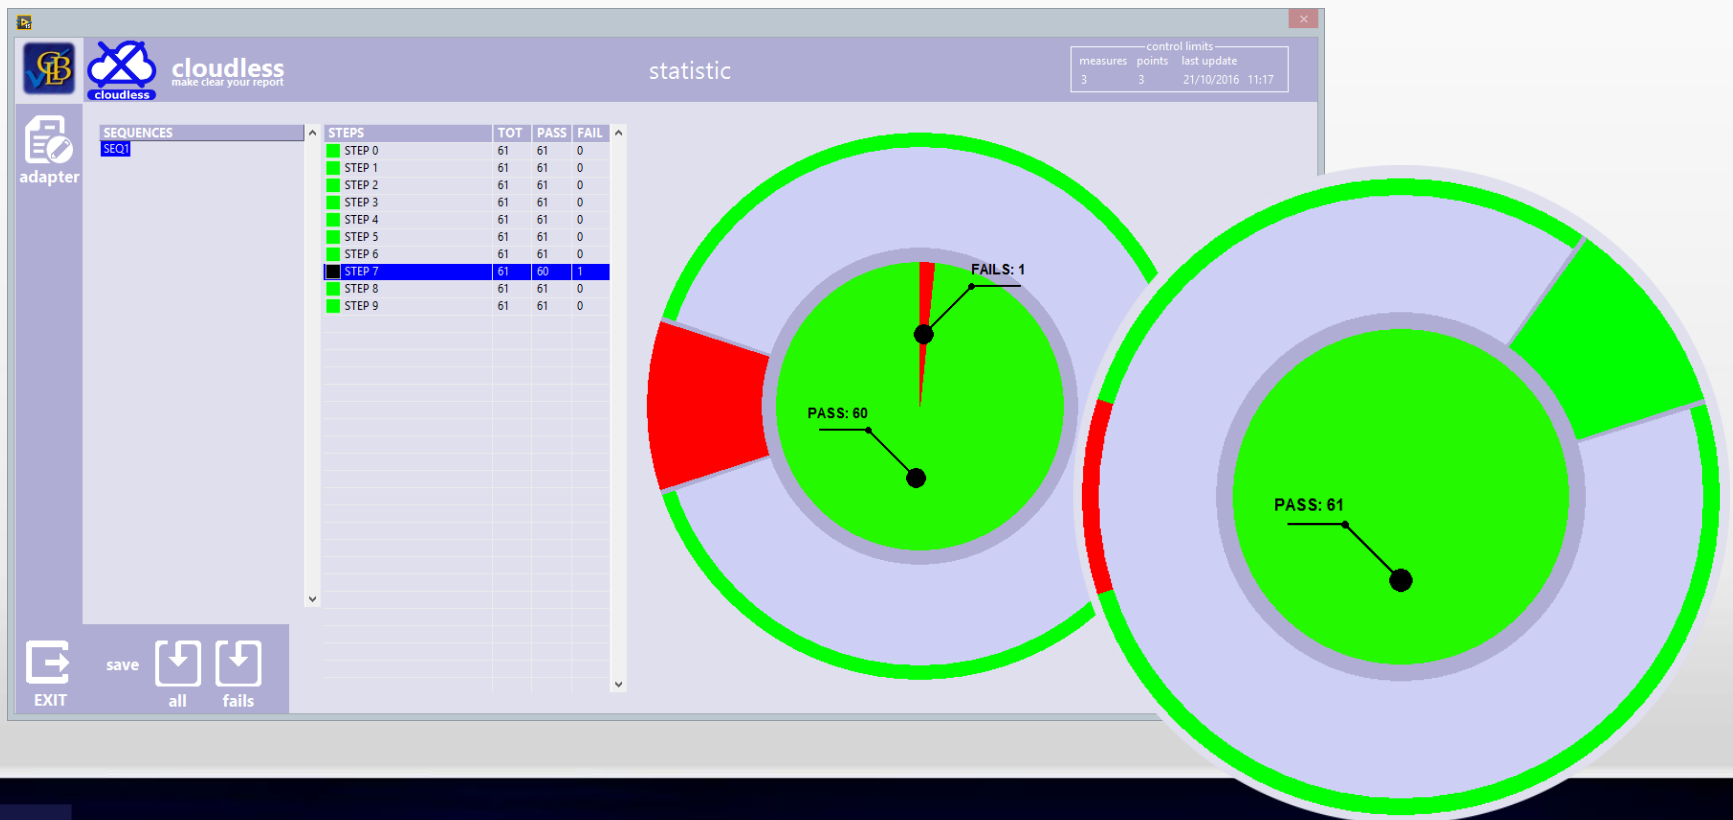 GLB
cloudless
cloudless
make clear your report
statistic
control limits
measures points last update
3 3 21/10/2016 11:17
adapter
SEQUENCES
SEQ1
STEPS TOT PASS FAIL
STEP 0 61 61 0
STEP 1 61 61 0
STEP 2 61 61 0
STEP 3 61 61 0
STEP 4 61 61 0
STEP 5 61 61 0
STEP 6 61 61 0
STEP 7 61 60 1
STEP 8 61 61 0
STEP 9 61 61 0
FAILS: 1
PASS: 60
PASS: 61
EXIT
save
all
fails